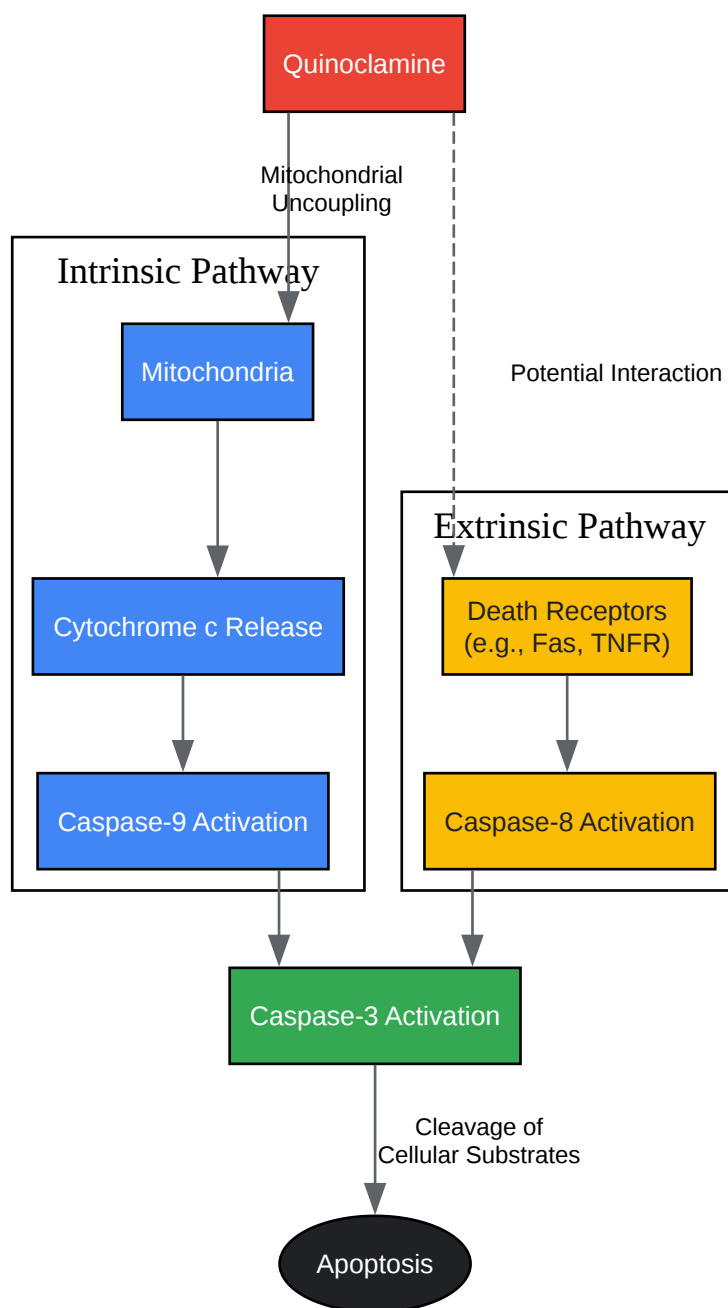 Quinoclamine
Mitochondrial
Uncoupling
Intrinsic Pathway
Mitochondria
Potential Interaction
Extrinsic Pathway
Cytochrome c Release
Death Receptors
(e.g., Fas, TNFR)
Caspase-9 Activation
Caspase-8 Activation
Caspase-3 Activation
Cleavage of
Cellular Substrates
Apoptosis